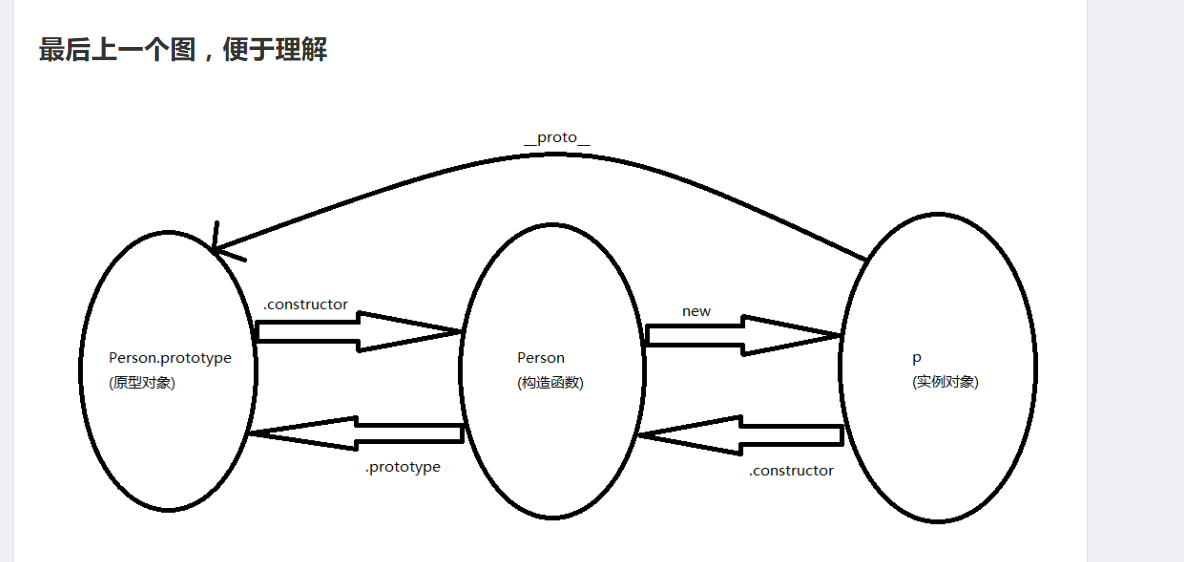 最后上一个图，便于理解
__proto__
.constructor
new
Person.prototype
(原型对象)
Person
(构造函数)
p
(实例对象)
.prototype
.constructor